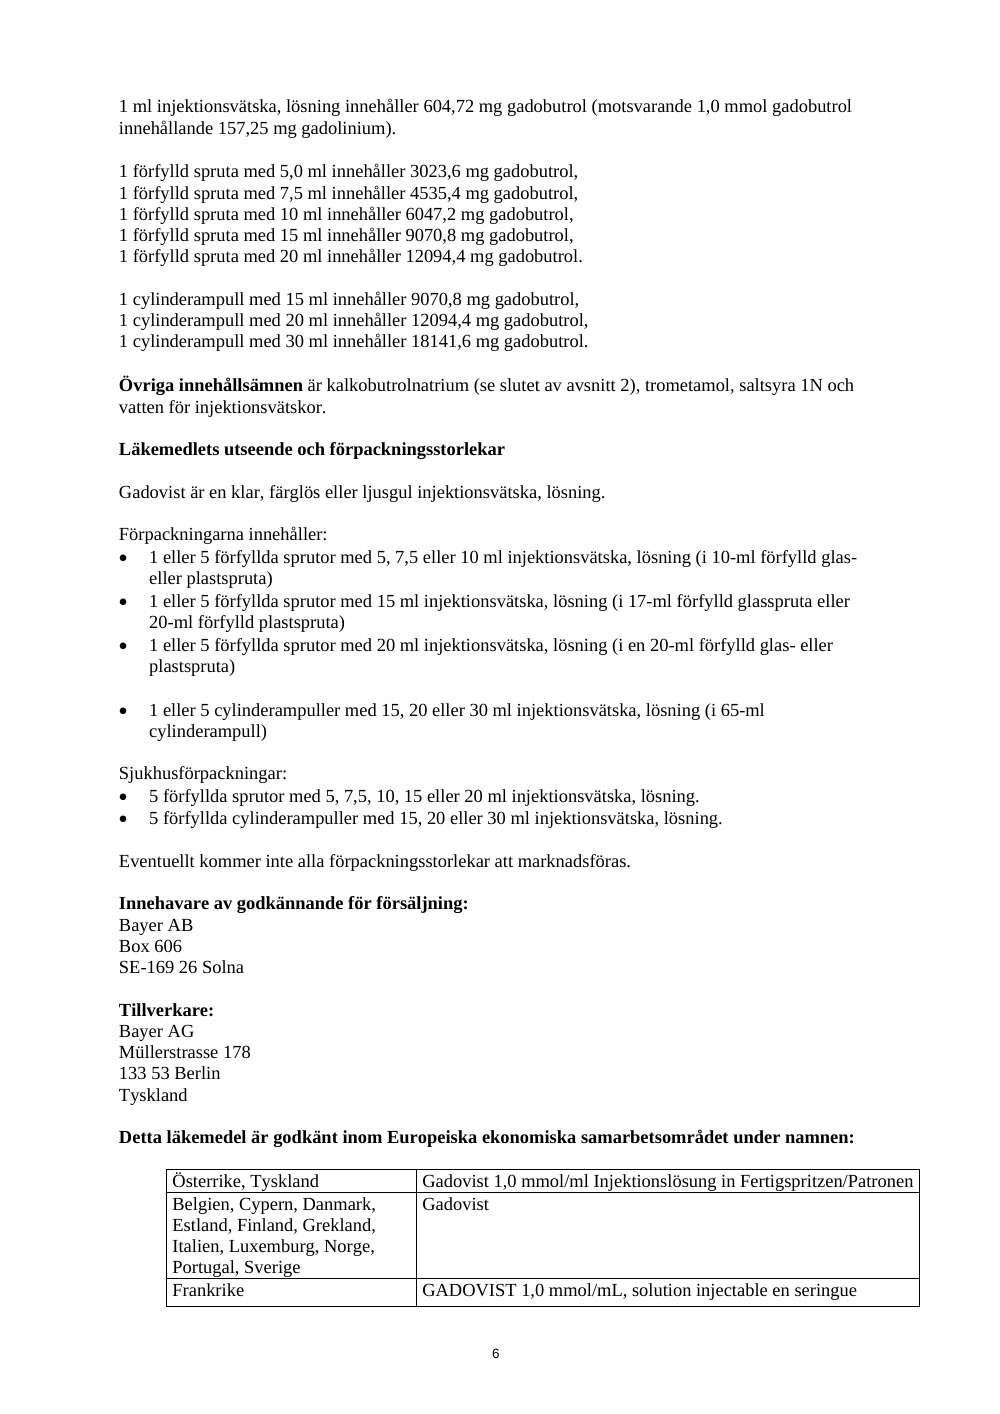 1 ml injektionsvätska, lösning innehåller 604,72 mg gadobutrol (motsvarande 1,0 mmol gadobutrol
innehållande 157,25 mg gadolinium).
1 förfylld spruta med 5,0 ml innehåller 3023,6 mg gadobutrol,
1 förfylld spruta med 7,5 ml innehåller 4535,4 mg gadobutrol,
1 förfylld spruta med 10 ml innehåller 6047,2 mg gadobutrol,
1 förfylld spruta med 15 ml innehåller 9070,8 mg gadobutrol,
1 förfylld spruta med 20 ml innehåller 12094,4 mg gadobutrol.
1 cylinderampull med 15 ml innehåller 9070,8 mg gadobutrol,
1 cylinderampull med 20 ml innehåller 12094,4 mg gadobutrol,
1 cylinderampull med 30 ml innehåller 18141,6 mg gadobutrol.
Övriga innehållsämnen är kalkobutrolnatrium (se slutet av avsnitt 2), trometamol, saltsyra 1N och
vatten för injektionsvätskor.
Läkemedlets utseende och förpackningsstorlekar
Gadovist är en klar, färglös eller ljusgul injektionsvätska, lösning.
Förpackningarna innehåller:
• 1 eller 5 förfyllda sprutor med 5, 7,5 eller 10 ml injektionsvätska, lösning (i 10-ml förfylld glas-
eller plastspruta)
• 1 eller 5 förfyllda sprutor med 15 ml injektionsvätska, lösning (i 17-ml förfylld glasspruta eller
20-ml förfylld plastspruta)
• 1 eller 5 förfyllda sprutor med 20 ml injektionsvätska, lösning (i en 20-ml förfylld glas- eller
plastspruta)
• 1 eller 5 cylinderampuller med 15, 20 eller 30 ml injektionsvätska, lösning (i 65-ml
cylinderampull)
Sjukhusförpackningar:
• 5 förfyllda sprutor med 5, 7,5, 10, 15 eller 20 ml injektionsvätska, lösning.
• 5 förfyllda cylinderampuller med 15, 20 eller 30 ml injektionsvätska, lösning.
Eventuellt kommer inte alla förpackningsstorlekar att marknadsföras.
Innehavare av godkännande för försäljning:
Bayer AB
Box 606
SE-169 26 Solna
Tillverkare:
Bayer AG
Müllerstrasse 178
133 53 Berlin
Tyskland
Detta läkemedel är godkänt inom Europeiska ekonomiska samarbetsområdet under namnen:
Österrike, Tyskland Gadovist 1,0 mmol/ml Injektionslösung in Fertigspritzen/Patronen
Belgien, Cypern, Danmark, Gadovist
Estland, Finland, Grekland,
Italien, Luxemburg, Norge,
Portugal, Sverige
Frankrike GADOVIST 1,0 mmol/mL, solution injectable en seringue
6